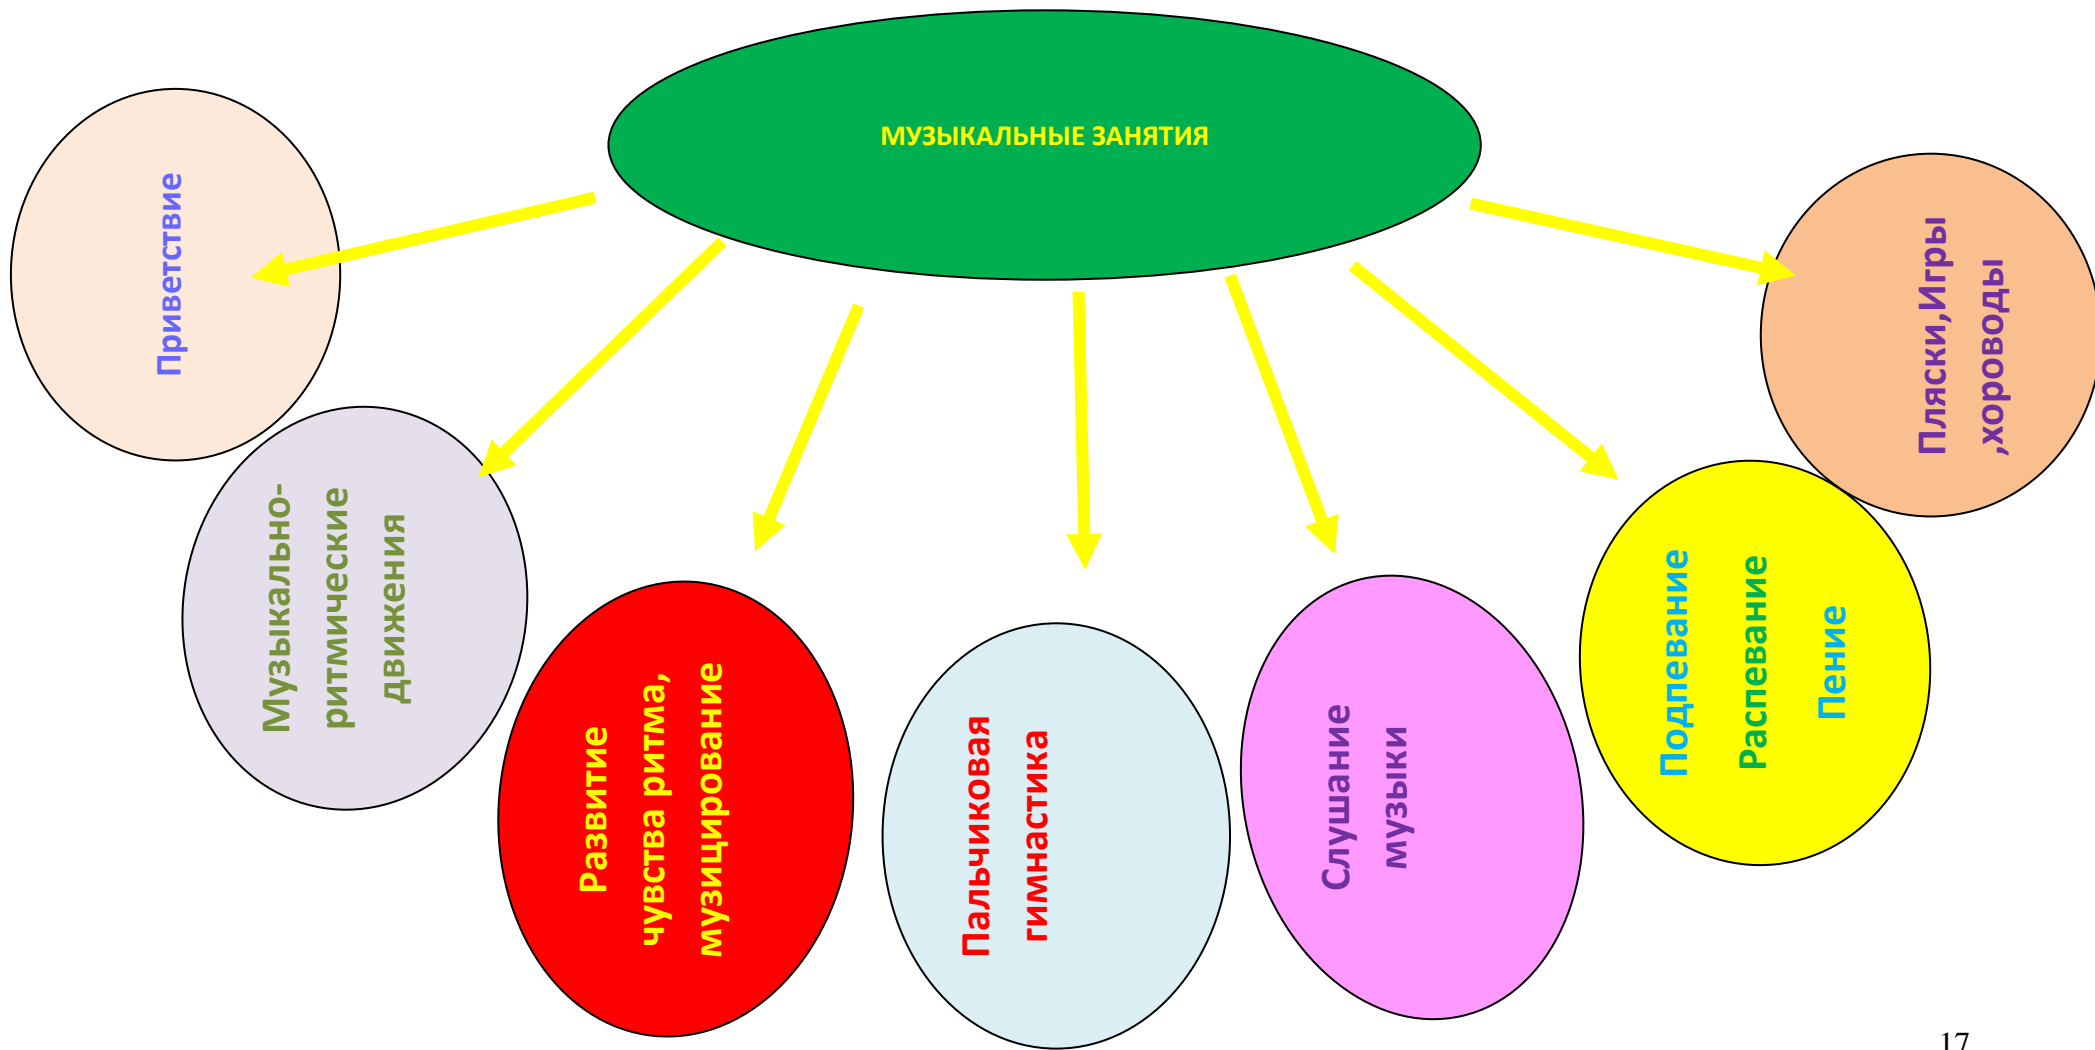 МУЗЫКАЛЬНЫЕ ЗАНЯТИЯ
Приветствие
Музыкально-
ритмические
движения
Развитие
чувства ритма,
музицирование
Пальчиковая
гимнастика
Слушание
музыки
Подпевание
Распевание
Пение
Пляски,Игры
,хороводы
17